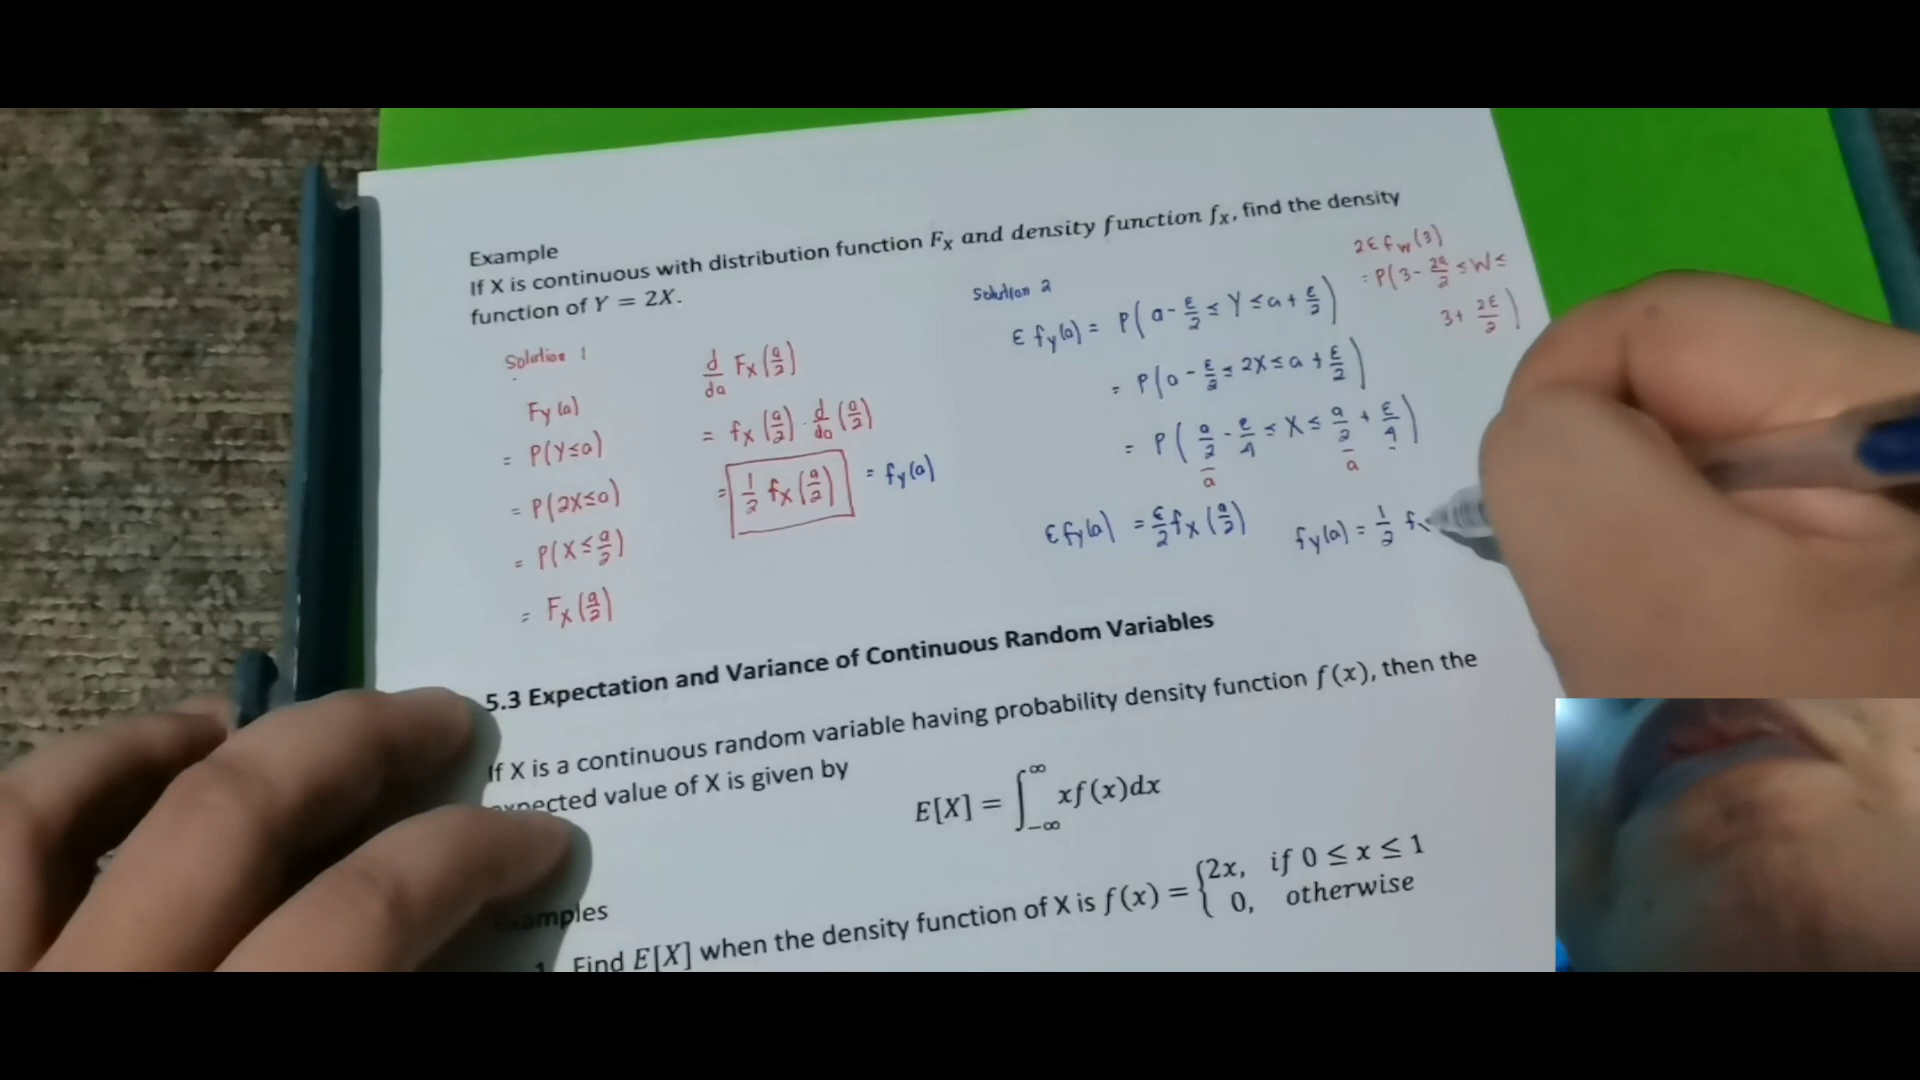 Example
If X is continuous with distribution function F_X and density function f_X, find the density
function of Y = 2X.
Solution 1
F_Y(a)
= P(Y≤a)
= P(2X≤a)
= P(X≤a/2)
= F_X(a/2)
d/da F_X(a/2)
= f_X(a/2) · d/da (a/2)
= 1/2 f_X(a/2) = f_Y(a)
Solution 2
ε f_Y(a) = P(a - ε/2 ≤ Y ≤ a + ε/2)
= P(a - ε/2 ≤ 2X ≤ a + ε/2)
= P(a/2 - ε/4 ≤ X ≤ a/2 + ε/4)
a a
ε f_Y(a) = ε/2 f_X(a/2)
f_Y(a) = 1/2 f
2ε f_W(3)
= P(3 - 2a/2 ≤ W ≤
3 + 2ε/2)
5.3 Expectation and Variance of Continuous Random Variables
If X is a continuous random variable having probability density function f(x), then the
expected value of X is given by
E[X] = ∫_{-∞}^{∞} xf(x)dx
Examples
1. Find E[X] when the density function of X is f(x) = {2x, if 0 ≤ x ≤ 1
0, otherwise